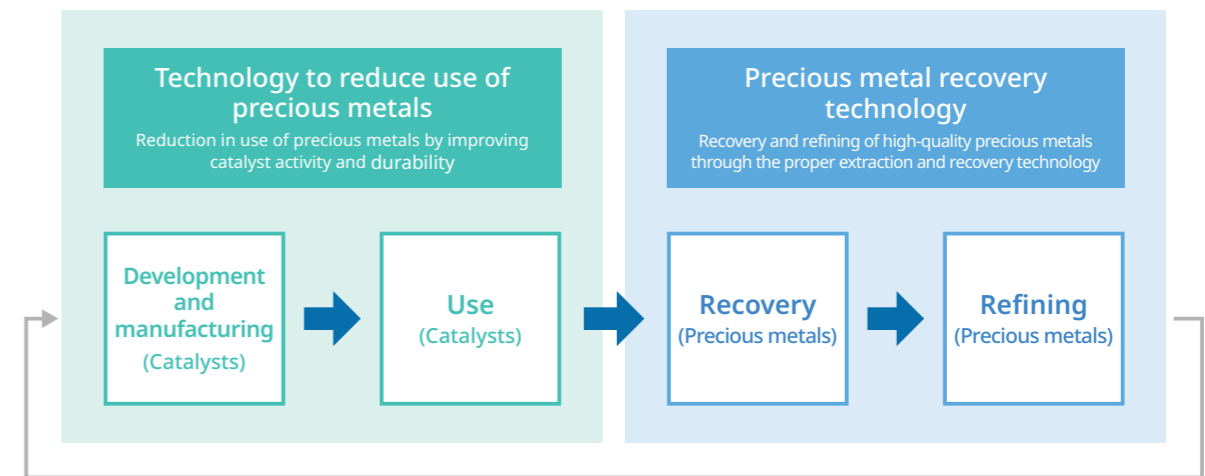 Technology to reduce use of
precious metals
Reduction in use of precious metals by improving
catalyst activity and durability
Development
and
manufacturing
(Catalysts)
Use
(Catalysts)
Precious metal recovery
technology
Recovery and refining of high-quality precious metals
through the proper extraction and recovery technology
Recovery
(Precious metals)
Refining
(Precious metals)